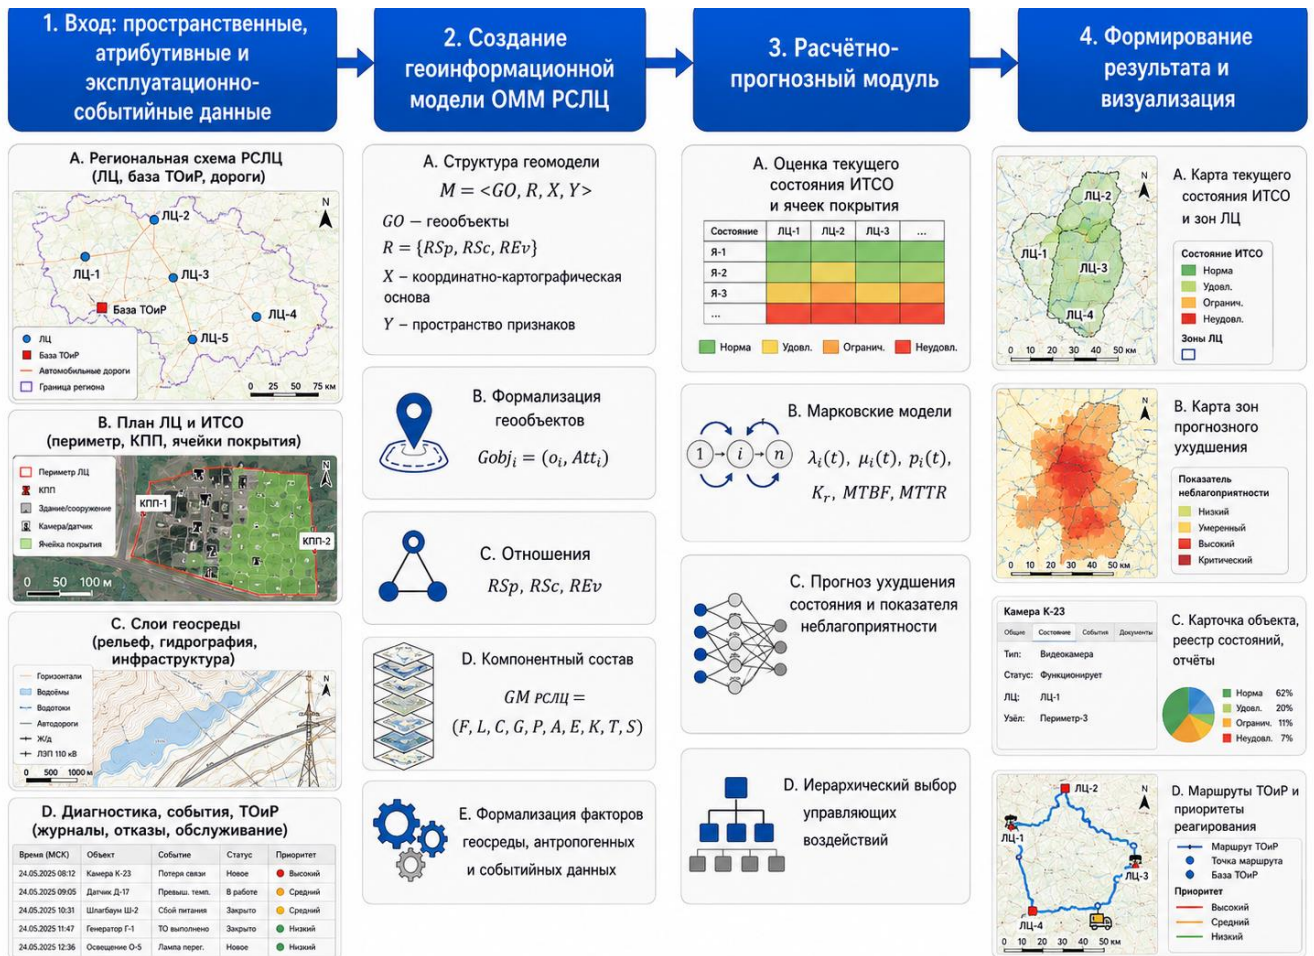 1. Вход: пространственные,
атрибутивные и
эксплуатационно-
событийные данные
2. Создание
геоинформационной
модели ОММ РСЛЦ
3. Расчётно-
прогнозный модуль
4. Формирование
результата и
визуализация
A. Региональная схема РСЛЦ
(ЛЦ, база ТОиР, дороги)
N
ЛЦ-2
ЛЦ-1
ЛЦ-3
База ТОиР
ЛЦ-4
ЛЦ-5
ЛЦ
База ТОиР
Автомобильные дороги
Граница региона
0 25 50 75 км
B. План ЛЦ и ИТСО
(периметр, КПП, ячейки покрытия)
Периметр ЛЦ
КПП
Здание/сооружение
Камера/датчик
Ячейка покрытия
КПП-1
КПП-2
N
0 50 100 м
C. Слои геосреды
(рельеф, гидрография,
инфраструктура)
Горизонтали
Водоёмы
Водотоки
Автодороги
Ж/д
ЛЭП 110 кВ
N
0 500 1000 м
D. Диагностика, события, ТОиР
(журналы, отказы, обслуживание)
Время (МСК) Объект Событие Статус Приоритет
24.05.2025 08:12 Камера К-23 Потеря связи Новое Высокий
24.05.2025 09:05 Датчик Д-17 Превыш. темп. В работе Средний
24.05.2025 10:31 Шлагбаум Ш-2 Сбой питания Закрыто Средний
24.05.2025 11:47 Генератор Г-1 ТО выполнено Закрыто Низкий
24.05.2025 12:36 Освещение О-5 Лампа перег. Новое Низкий
A. Структура геомодели
M = <GO, R, X, Y>
GO – геообъекты
R = {RSp, RSc, REv}
X – координатно-картографическая
основа
Y – пространство признаков
B. Формализация
геообъектов
Gobjᵢ = (oᵢ, Attᵢ)
C. Отношения
RSp, RSc, REv
D. Компонентный состав
GM РСЛЦ =
(F, L, C, G, P, A, E, K, T, S)
E. Формализация факторов
геосреды, антропогенных
и событийных данных
A. Оценка текущего
состояния ИТСО
и ячеек покрытия
Состояние ЛЦ-1 ЛЦ-2 ЛЦ-3 ...
Я-1
Я-2
Я-3
...
Норма Удовл. Огранич. Неудовл.
B. Марковские модели
1 i n
λᵢ(t), μᵢ(t), pᵢ(t),
Kᵣ, MTBF, MTTR
C. Прогноз ухудшения
состояния и показателя
неблагоприятности
D. Иерархический выбор
управляющих
воздействий
N
ЛЦ-2
ЛЦ-1
ЛЦ-3
ЛЦ-4
0 10 20 30 40 50 км
A. Карта текущего
состояния ИТСО
и зон ЛЦ
Состояние ИТСО
Норма
Удовл.
Огранич.
Неудовл.
Зоны ЛЦ
N
0 10 20 30 40 50 км
B. Карта зон
прогнозного
ухудшения
Показатель
неблагоприятности
Низкий
Умеренный
Высокий
Критический
Камера К-23
Общие Состояние События Документы
Тип: Видеокамера
Статус: Функционирует
ЛЦ: ЛЦ-1
Узёл: Периметр-3
C. Карточка объекта,
реестр состояний,
отчёты
Норма 62%
Удовл. 20%
Огранич. 11%
Неудовл. 7%
N
ЛЦ-2
ЛЦ-1
ЛЦ-3
ЛЦ-4
0 10 20 30 40 50 км
D. Маршруты ТОиР и
приоритеты
реагирования
Маршрут ТОиР
Точка маршрута
База ТОиР
Приоритет
Высокий
Средний
Низкий